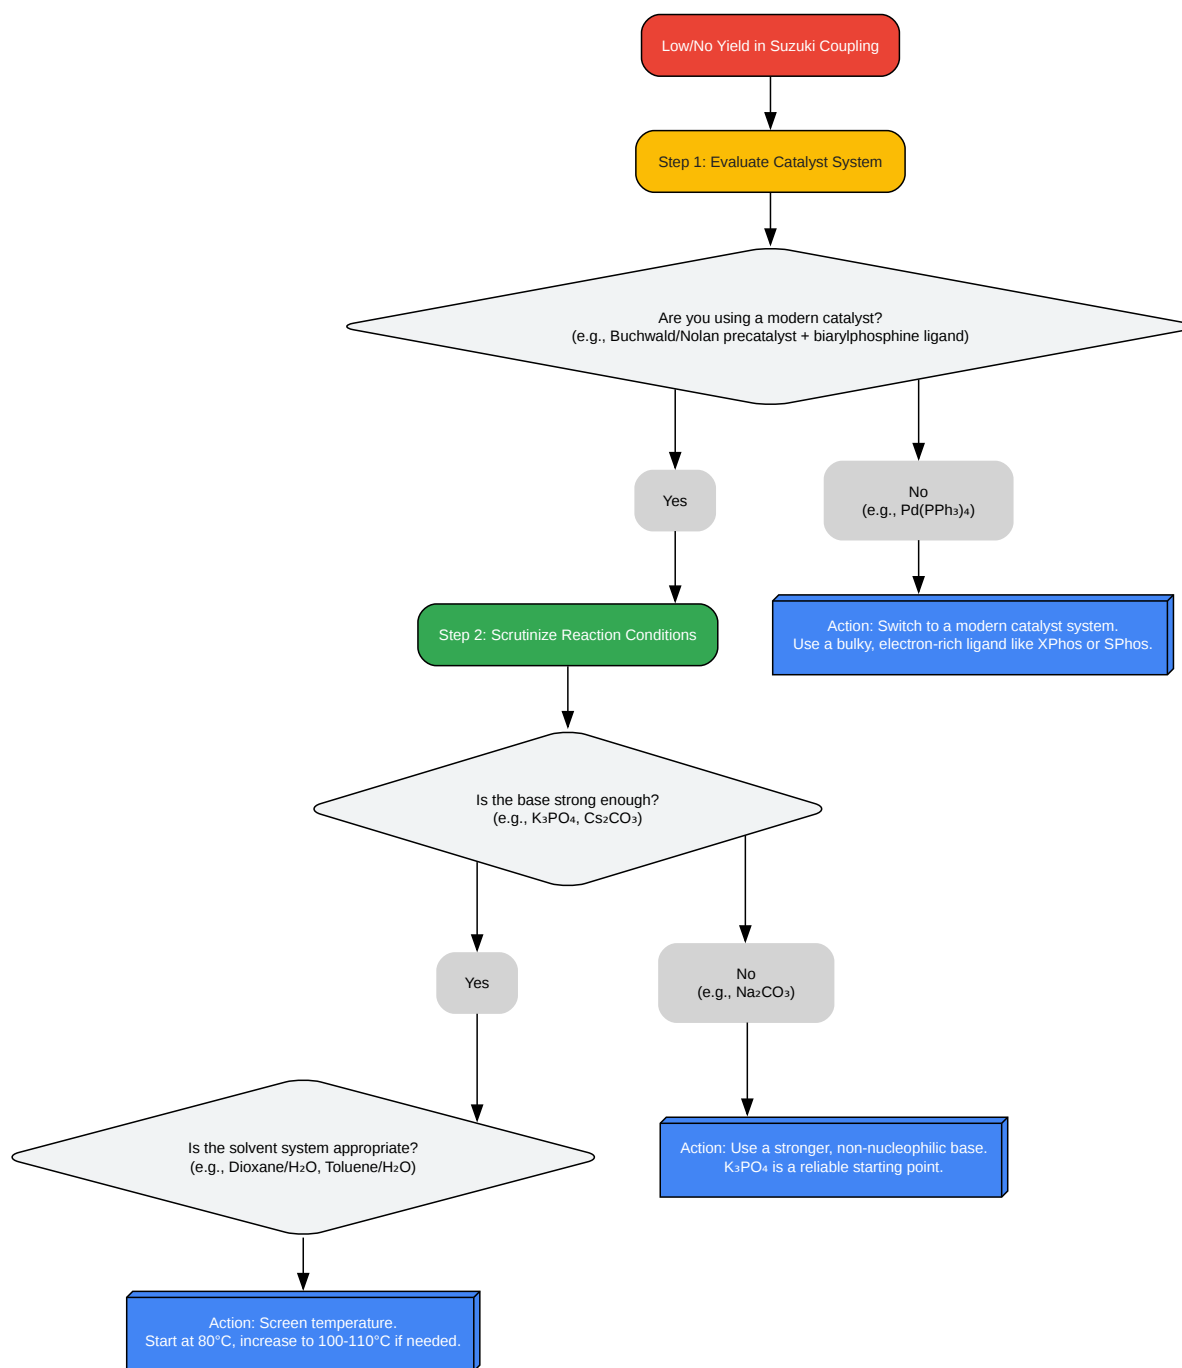 Low/No Yield in Suzuki Coupling
Step 1: Evaluate Catalyst System
Are you using a modern catalyst?
(e.g., Buchwald/Nolan precatalyst + biarylphosphine ligand)
Yes
No
(e.g., Pd(PPh₃)₄)
Step 2: Scrutinize Reaction Conditions
Action: Switch to a modern catalyst system.
Use a bulky, electron-rich ligand like XPhos or SPhos.
Is the base strong enough?
(e.g., K₃PO₄, Cs₂CO₃)
Yes
No
(e.g., Na₂CO₃)
Is the solvent system appropriate?
(e.g., Dioxane/H₂O, Toluene/H₂O)
Action: Use a stronger, non-nucleophilic base.
K₃PO₄ is a reliable starting point.
Action: Screen temperature.
Start at 80°C, increase to 100-110°C if needed.